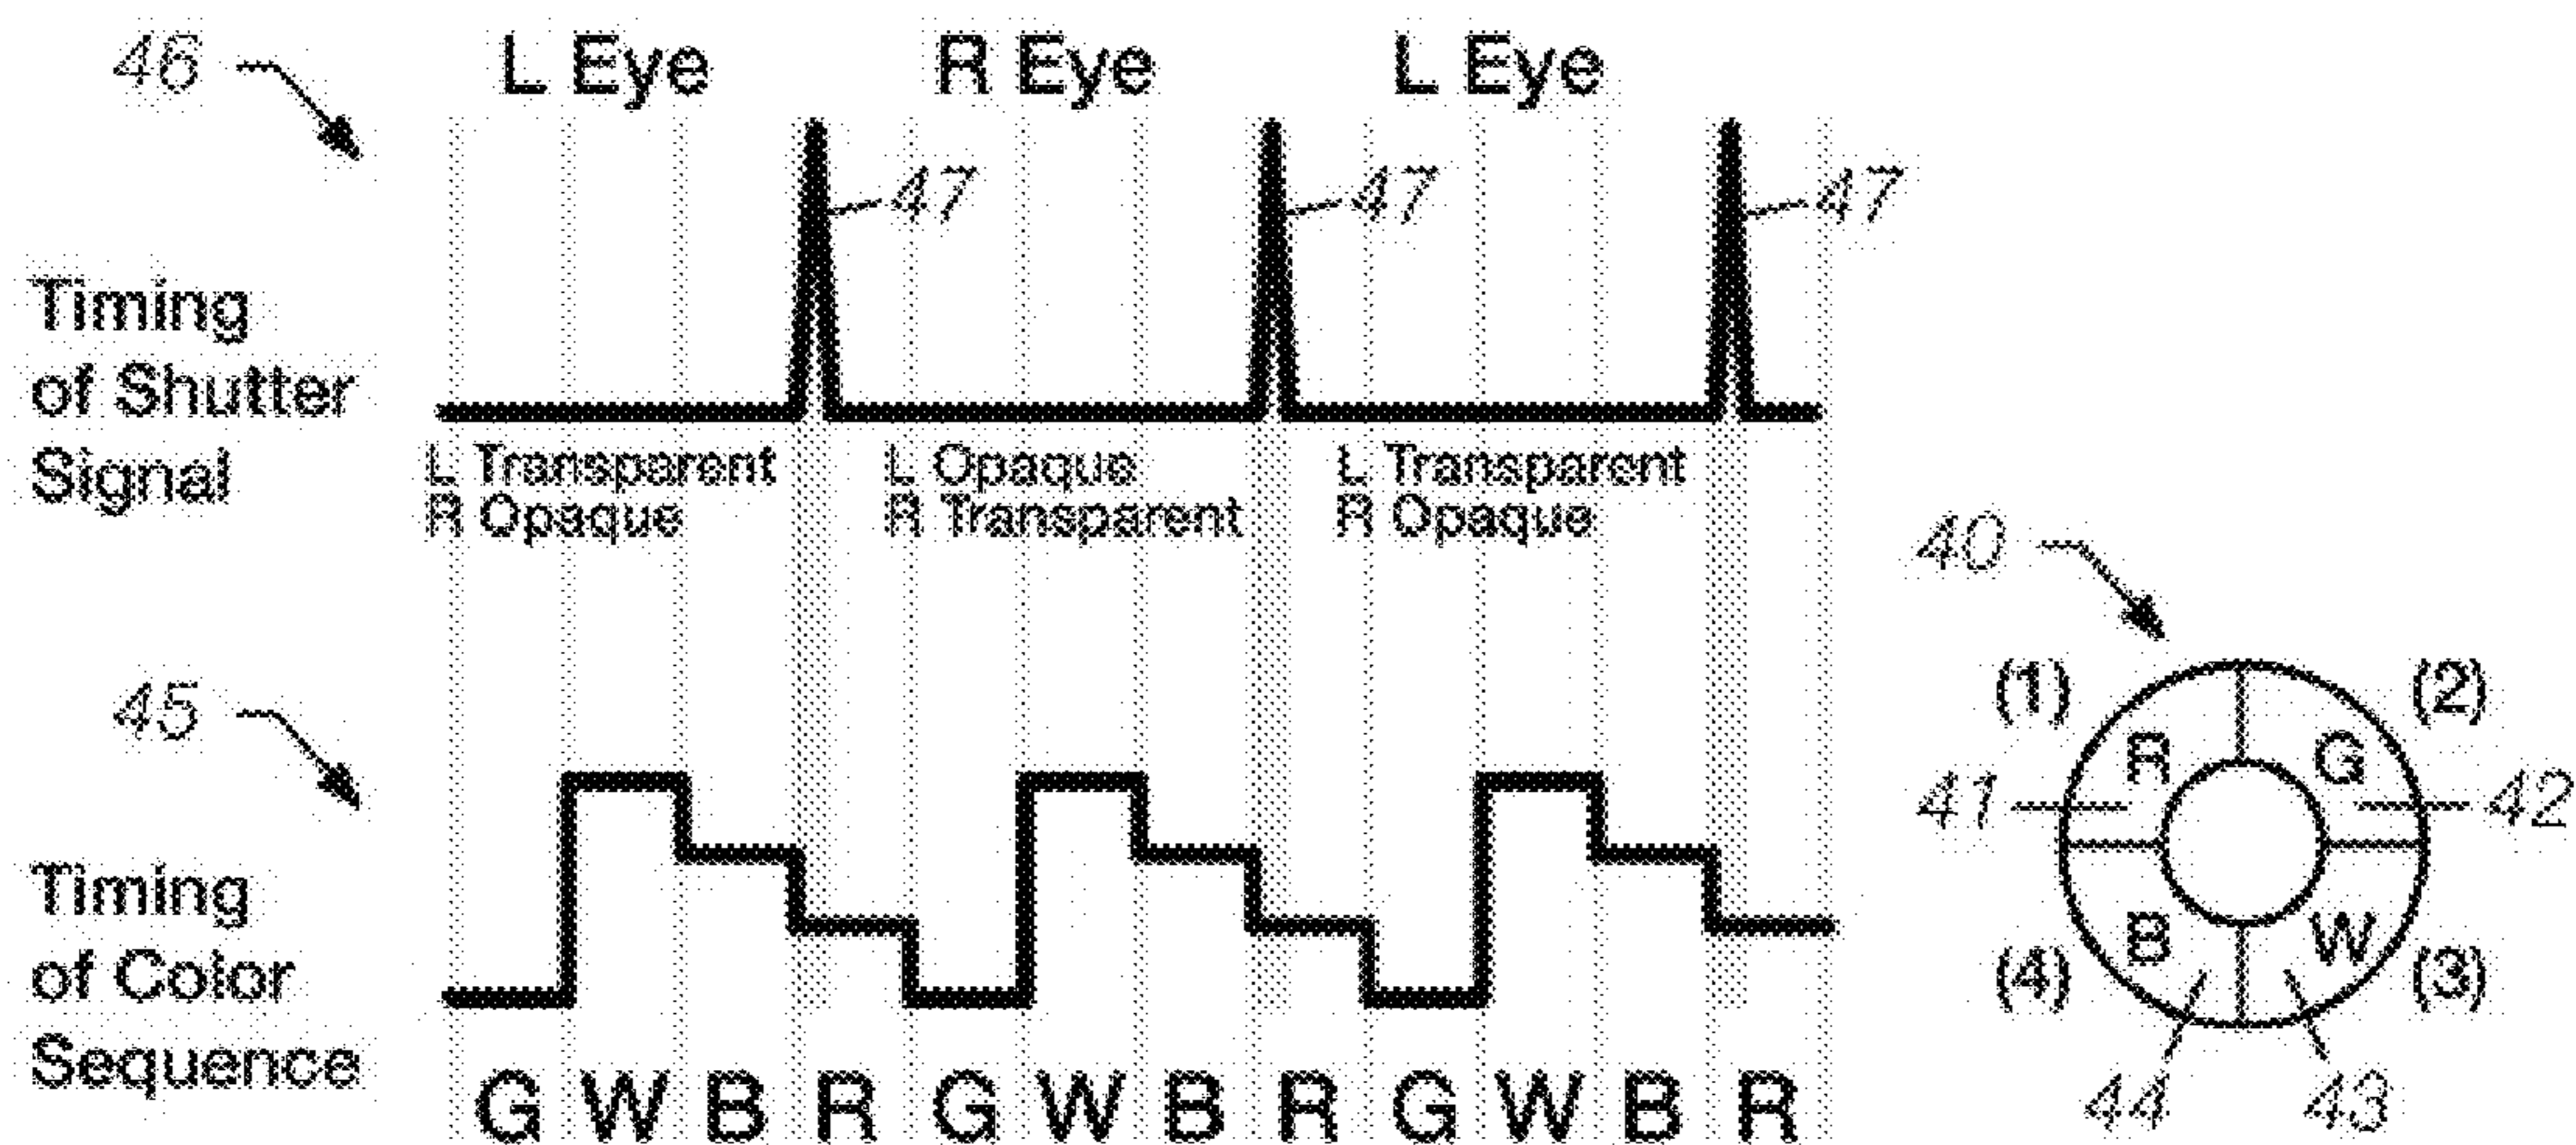 46
L Eye R Eye L Eye
47 47 47
Timing
of Shutter
Signal
L Transparent
R Opaque
L Opaque
R Transparent
L Transparent
R Opaque
45
Timing
of Color
Sequence
G W B R G W B R G W B R
40
(1) (2)
R G
41 42
B W
(4) (3)
44 43